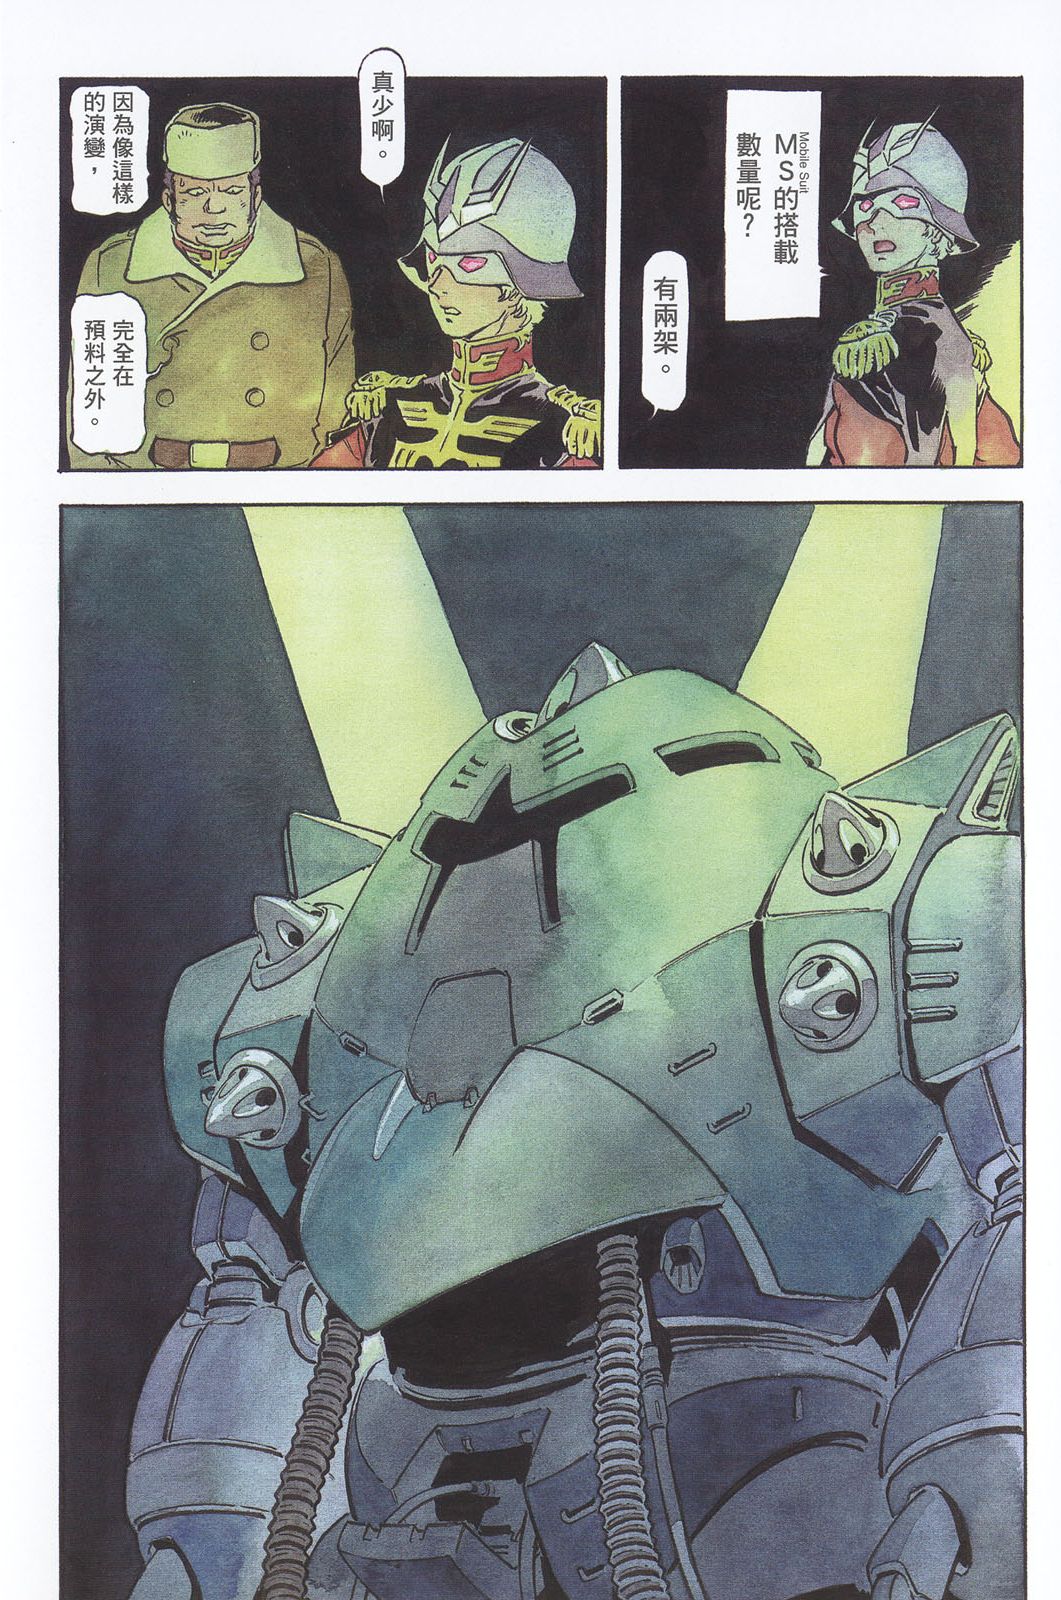 MS的搭載
Mobile Suit
數量呢？
有兩架。
真少啊。
因為像這樣
的演變，
完全在
預料之外。